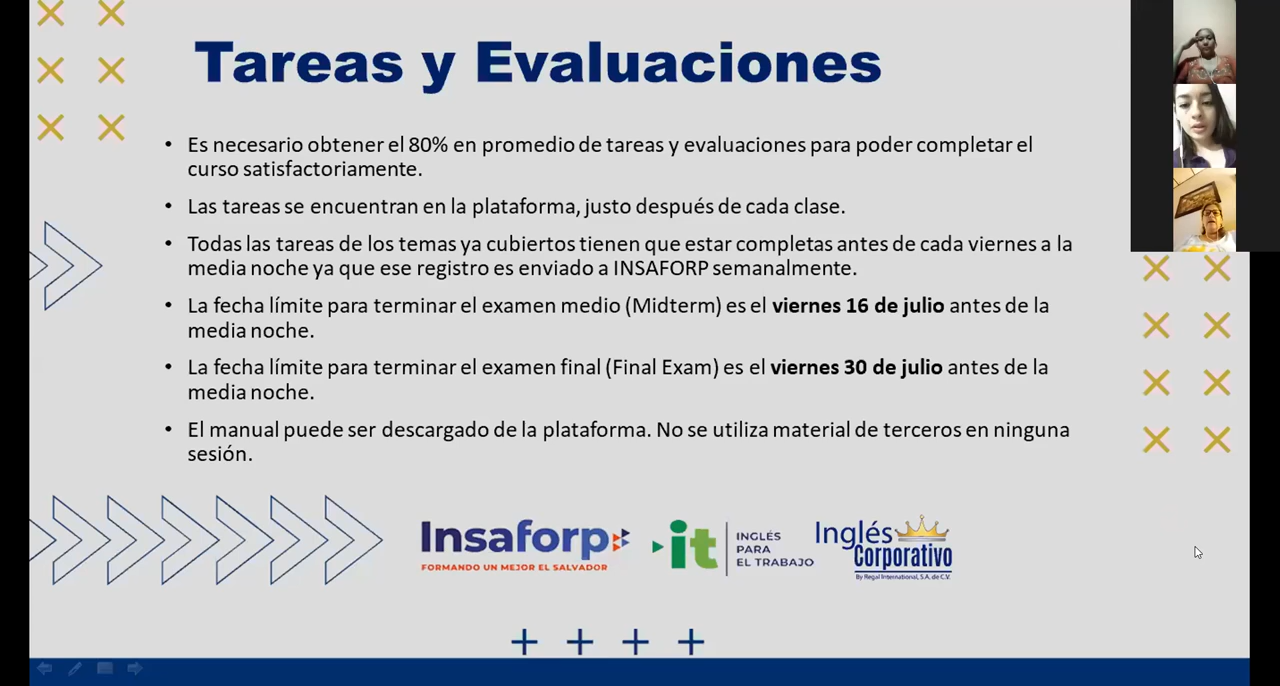 Tareas y Evaluaciones
• Es necesario obtener el 80% en promedio de tareas y evaluaciones para poder completar el
curso satisfactoriamente.
• Las tareas se encuentran en la plataforma, justo después de cada clase.
• Todas las tareas de los temas ya cubiertos tienen que estar completas antes de cada viernes a la
media noche ya que ese registro es enviado a INSAFORP semanalmente.
• La fecha límite para terminar el examen medio (Midterm) es el viernes 16 de julio antes de la
media noche.
• La fecha límite para terminar el examen final (Final Exam) es el viernes 30 de julio antes de la
media noche.
• El manual puede ser descargado de la plataforma. No se utiliza material de terceros en ninguna
sesión.
Insaforp
FORMANDO UN MEJOR EL SALVADOR
it
INGLÉS
PARA
EL TRABAJO
Inglés
Corporativo
By Regal International, S.A. de C.V.